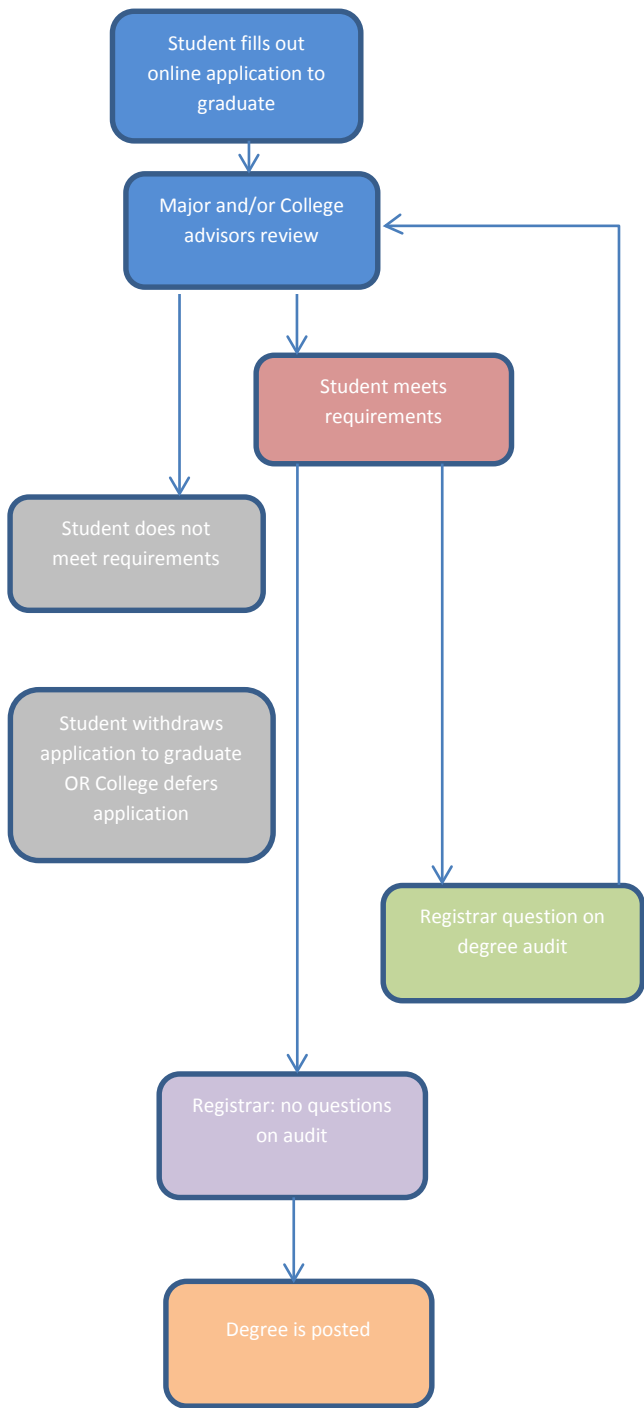 Student fills out
online application to
graduate
Major and/or College
advisors review
Student meets
requirements
Student does not
meet requirements
Student withdraws
application to graduate
OR College defers
application
Registrar question on
degree audit
Registrar: no questions
on audit
Degree is posted